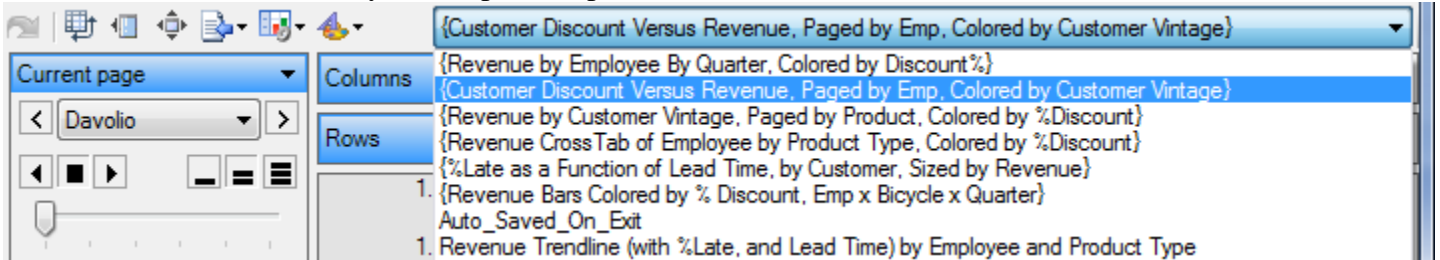 {Customer Discount Versus Revenue, Paged by Emp, Colored by Customer Vintage}
Current page
Columns
{Revenue by Employee By Quarter, Colored by Discount%}
{Customer Discount Versus Revenue, Paged by Emp, Colored by Customer Vintage}
Davolio
{Revenue by Customer Vintage, Paged by Product, Colored by %Discount}
Rows
{Revenue CrossTab of Employee by Product Type, Colored by %Discount}
{%Late as a Function of Lead Time, by Customer, Sized by Revenue}
1.
{Revenue Bars Colored by % Discount, Emp x Bicycle x Quarter}
Auto_Saved_On_Exit
1.
Revenue Trendline (with %Late, and Lead Time) by Employee and Product Type